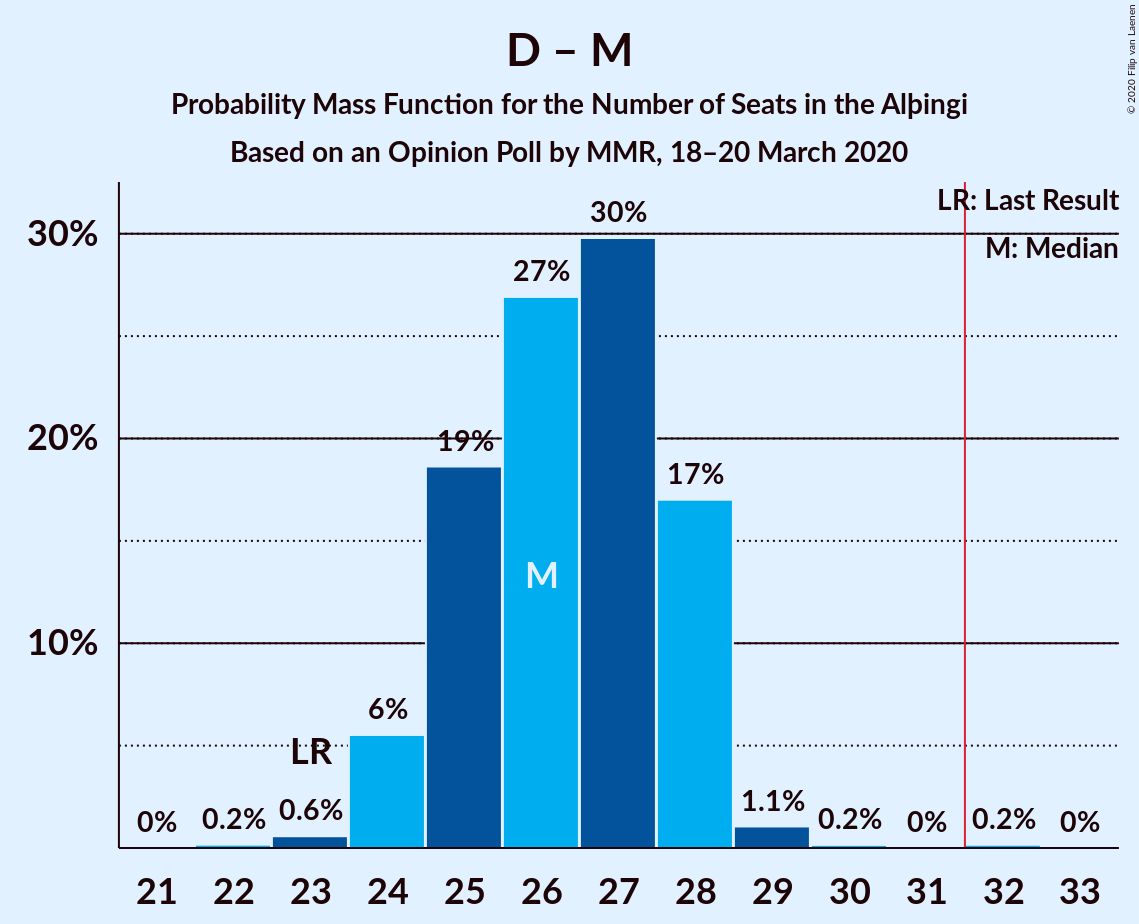 D – M
Probability Mass Function for the Number of Seats in the Alþingi
Based on an Opinion Poll by MMR, 18–20 March 2020
© 2020 Filip van Laenen
LR: Last Result
M: Median
30%
20%
10%
0%
0.2%
0.6%
LR
6%
19%
27%
M
30%
17%
1.1%
0.2%
0%
0.2%
0%
21 22 23 24 25 26 27 28 29 30 31 32 33